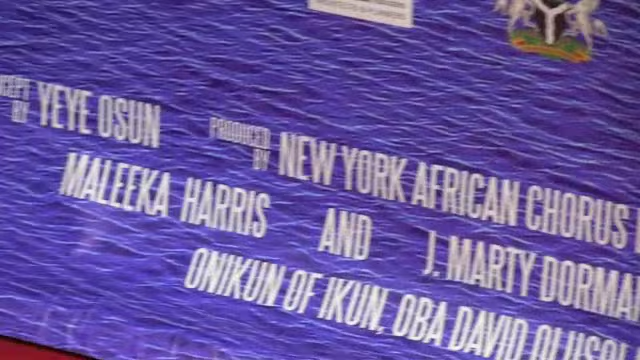 BY YEYE OSUN PRODUCED BY NEW YORK AFRICAN CHORUS
MALEEKA HARRIS AND J. MARTY
ONIKUN OF IKUN, OBA DAVID